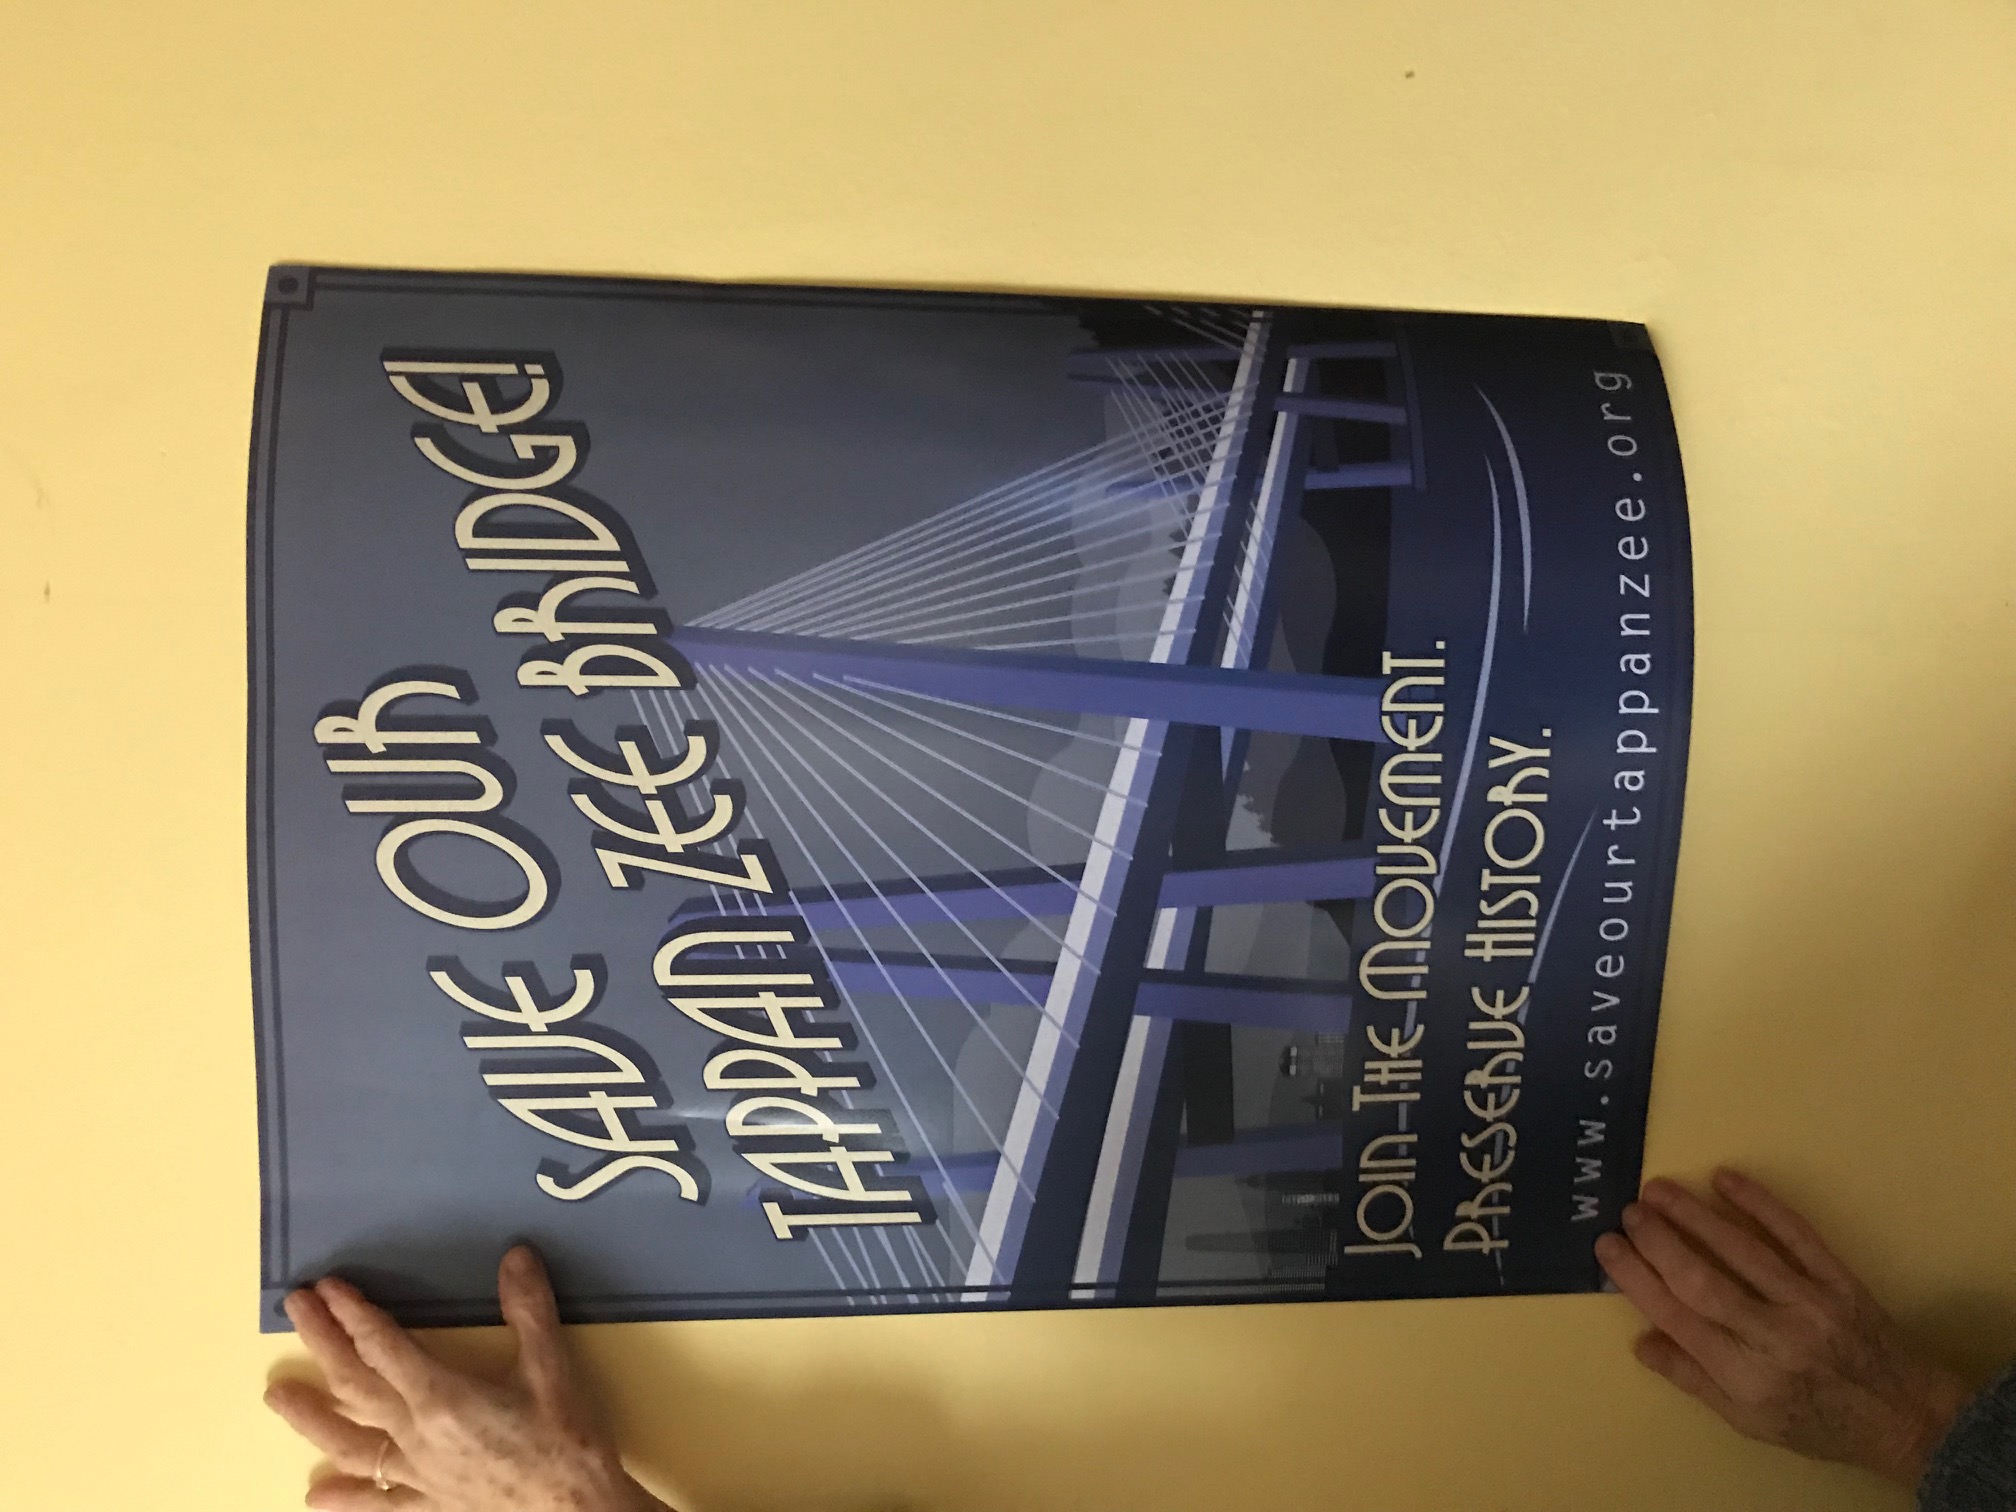 SAVE OUR
TAPPAN ZEE BRIDGE!
JOIN THE MOVEMENT.
PRESERVE HISTORY.
www.saveourtappanzee.org